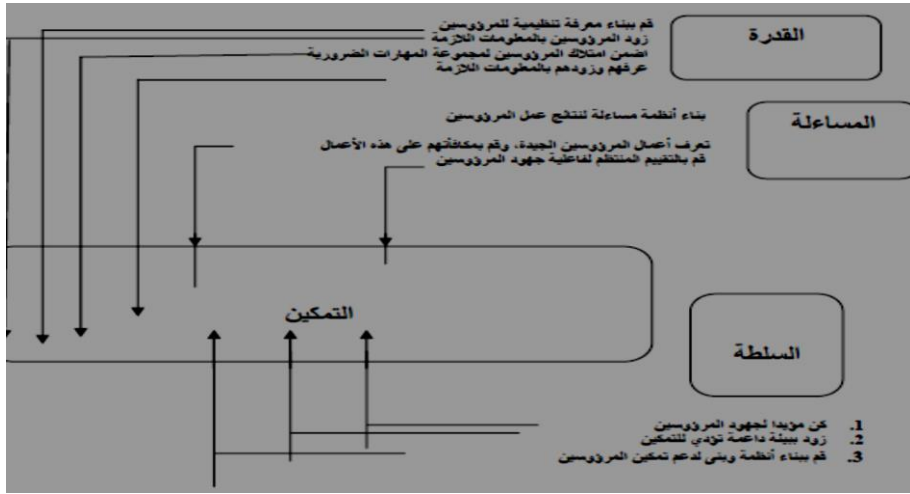 القدرة
قم ببناء معرفة تنظيمية للمرؤوسين
زود المرؤوسين بالمعلومات اللازمة
اضمن امتلاك المرؤوسين لمجموعة المهارات الضرورية
عرفهم وزودهم بالمعلومات اللازمة
المساءلة
بناء أنظمة مساءلة لنتائج عمل المرؤوسين
تعرف أعمال المرؤوسين الجيدة، وقم بمكافأتهم على هذه الأعمال
قم بالتقييم المنتظم لفاعلية جهود المرؤوسين
التمكين
السلطة
1. كن مؤيدا لجهود المرؤوسين
2. زود ببيئة داعمة تؤدي للتمكين
3. قم ببناء أنظمة وبنى لدعم تمكين المرؤوسين